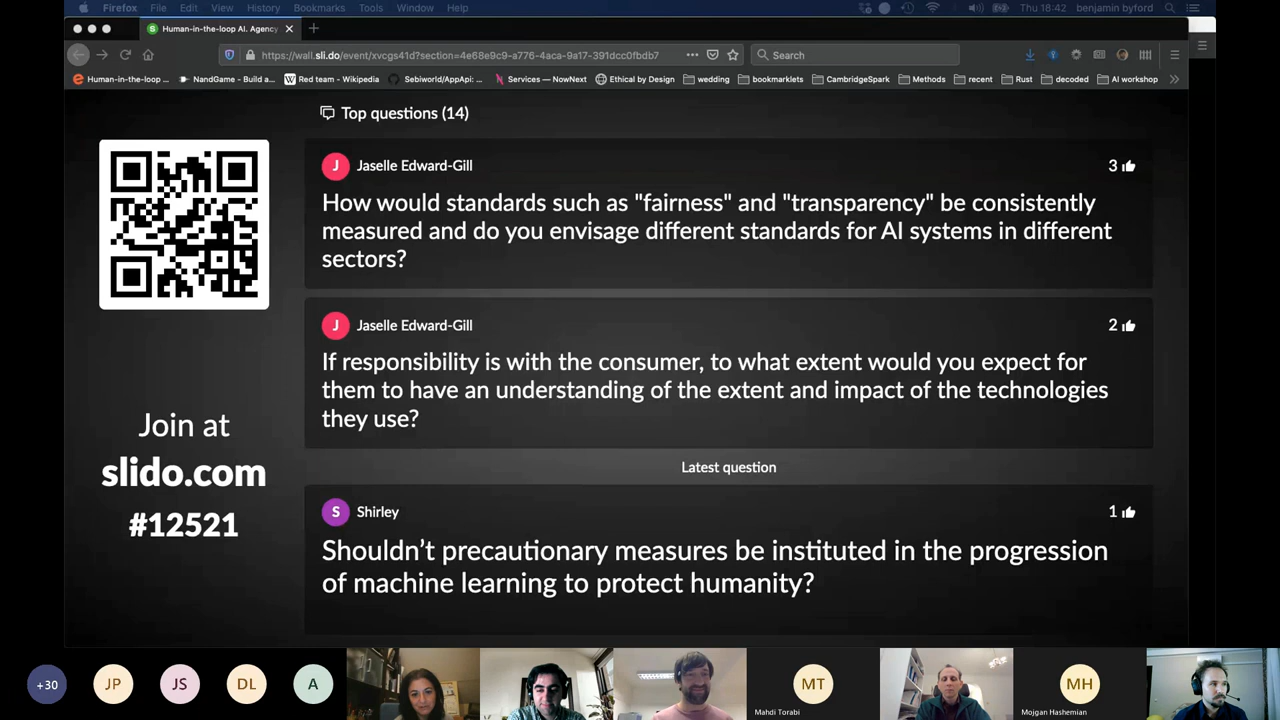 Firefox File Edit View History Bookmarks Tools Window Help Thu 18:42 benjamin byford
Human-in-the-loop AI. Agency
https://wall.sli.do/event/xvcgs41d?section=4e68e9c9-a776-4aca-9a17-391dcc0fbdb7 Search
Human-in-the-loop ... NandGame - Build a... Red team - Wikipedia Sebiworld/AppApi: ... Services — NowNext Ethical by Design wedding bookmarklets CambridgeSpark Methods recent Rust decoded AI workshop
Top questions (14)
J Jaselle Edward-Gill 3
How would standards such as "fairness" and "transparency" be consistently
measured and do you envisage different standards for AI systems in different
sectors?
J Jaselle Edward-Gill 2
If responsibility is with the consumer, to what extent would you expect for
them to have an understanding of the extent and impact of the technologies
they use?
Latest question
S Shirley 1
Shouldn't precautionary measures be instituted in the progression
of machine learning to protect humanity?
Join at
slido.com
#12521
+30 JP JS DL A MT MH
Mahdi Torabi Mojgan Hashemian